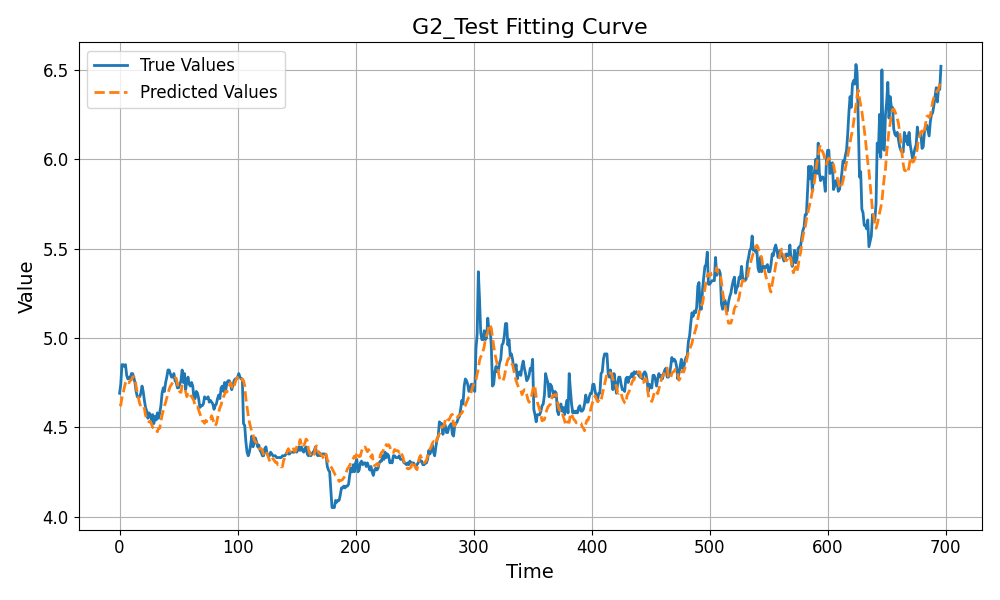 G2_Test Fitting Curve
True Values
Predicted Values
Value
6.5
6.0
5.5
5.0
4.5
4.0
0 100 200 300 400 500 600 700
Time